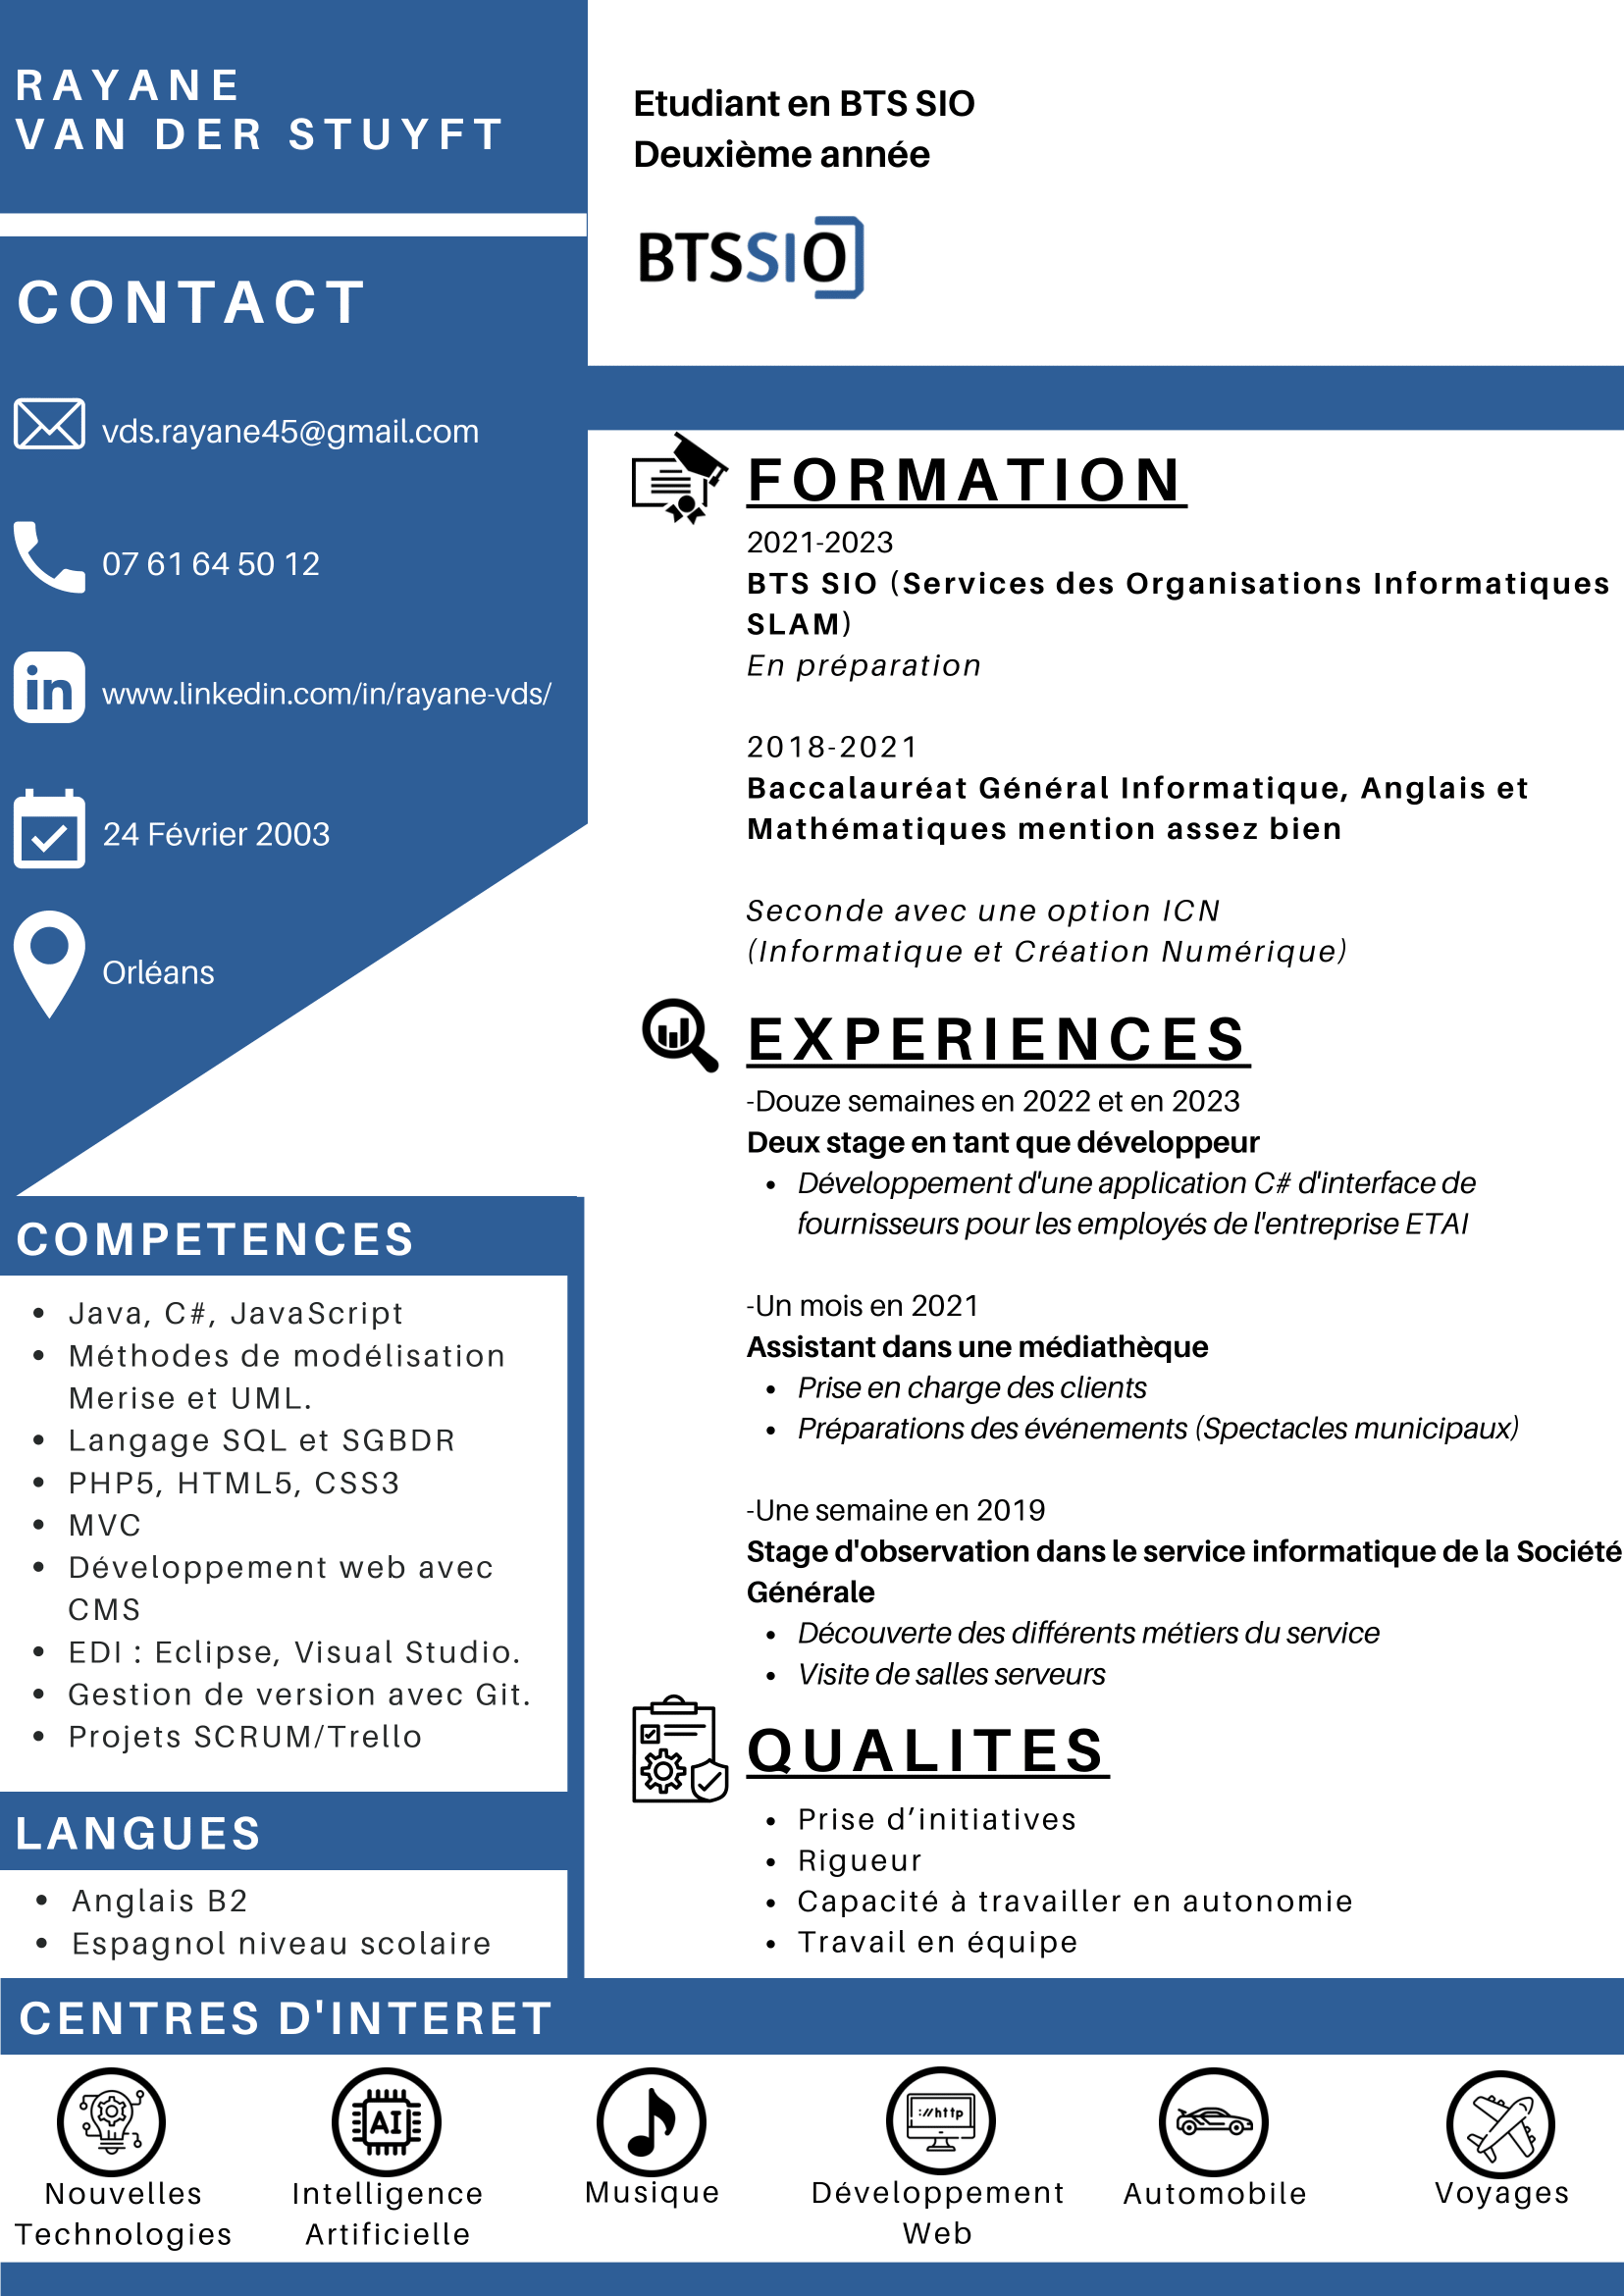 RAYANE
VAN DER STUYFT
Etudiant en BTS SIO
Deuxième année
BTSSIO
CONTACT
vds.rayane45@gmail.com
07 61 64 50 12
www.linkedin.com/in/rayane-vds/
24 Février 2003
Orléans
COMPETENCES
Java, C#, JavaScript
Méthodes de modélisation
Merise et UML.
Langage SQL et SGBDR
PHP5, HTML5, CSS3
MVC
Développement web avec
CMS
EDI : Eclipse, Visual Studio.
Gestion de version avec Git.
Projets SCRUM/Trello
LANGUES
Anglais B2
Espagnol niveau scolaire
FORMATION
2021-2023
BTS SIO (Services des Organisations Informatiques
SLAM)
En préparation
2018-2021
Baccalauréat Général Informatique, Anglais et
Mathématiques mention assez bien
Seconde avec une option ICN
(Informatique et Création Numérique)
EXPERIENCES
-Douze semaines en 2022 et en 2023
Deux stage en tant que développeur
Développement d'une application C# d'interface de
fournisseurs pour les employés de l'entreprise ETAI
-Un mois en 2021
Assistant dans une médiathèque
Prise en charge des clients
Préparations des événements (Spectacles municipaux)
-Une semaine en 2019
Stage d'observation dans le service informatique de la Société
Générale
Découverte des différents métiers du service
Visite de salles serveurs
QUALITES
Prise d’initiatives
Rigueur
Capacité à travailler en autonomie
Travail en équipe
CENTRES D'INTERET
AI
://http
Nouvelles
Technologies
Intelligence
Artificielle
Musique
Développement
Web
Automobile
Voyages